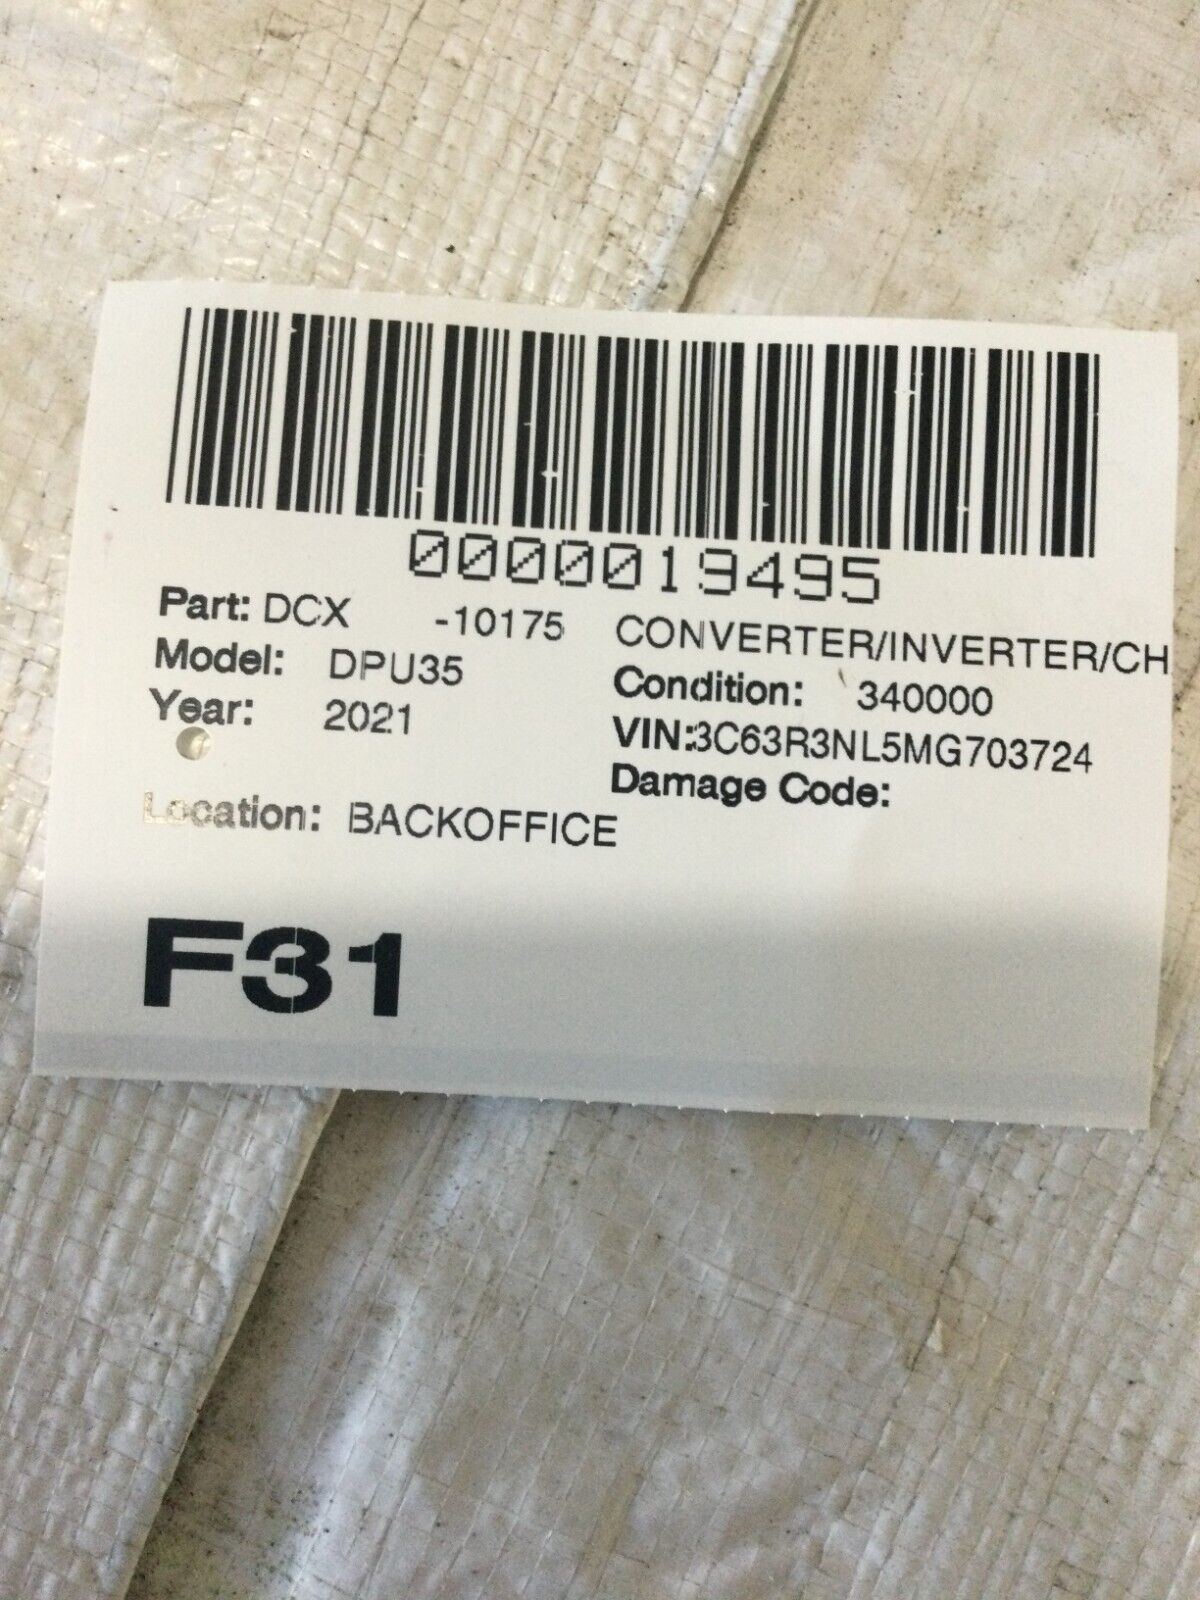 0000019495
Part: DCX -10175 CONVERTER/INVERTER/CH
Model: DPU35 Condition: 340000
Year: 2021 VIN:3C63R3NL5MG703724
Damage Code:
Location: BACKOFFICE
F31